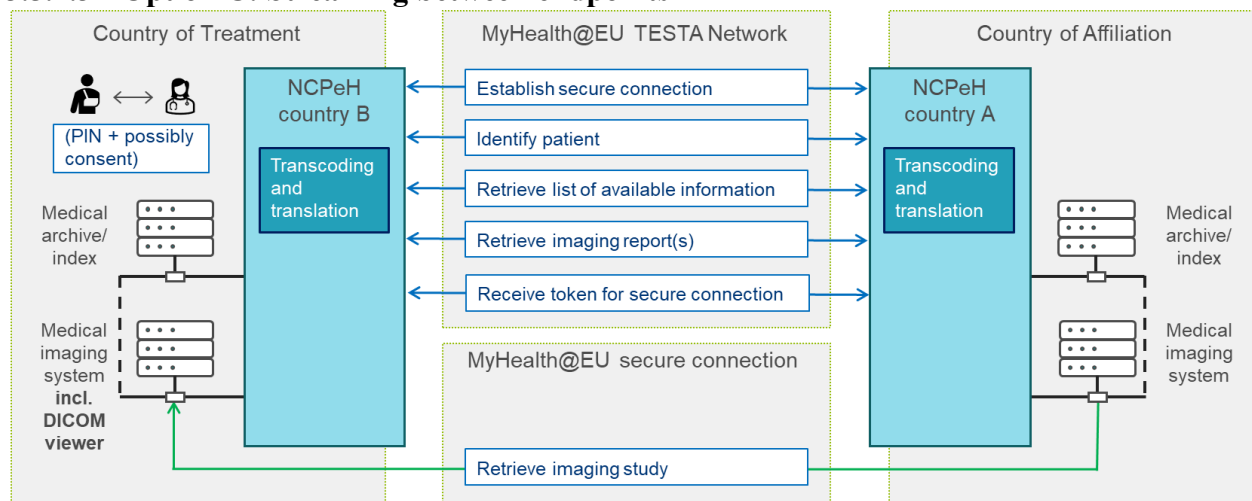 Country of Treatment
MyHealth@EU TESTA Network
Country of Affiliation
(PIN + possibly
consent)
NCPeH
country B
Transcoding
and
translation
Establish secure connection
Identify patient
Retrieve list of available information
Retrieve imaging report(s)
Receive token for secure connection
NCPeH
country A
Transcoding
and
translation
Medical
archive/
index
Medical
imaging
system
incl.
DICOM
viewer
Medical
archive/
index
Medical
imaging
system
MyHealth@EU secure connection
Retrieve imaging study